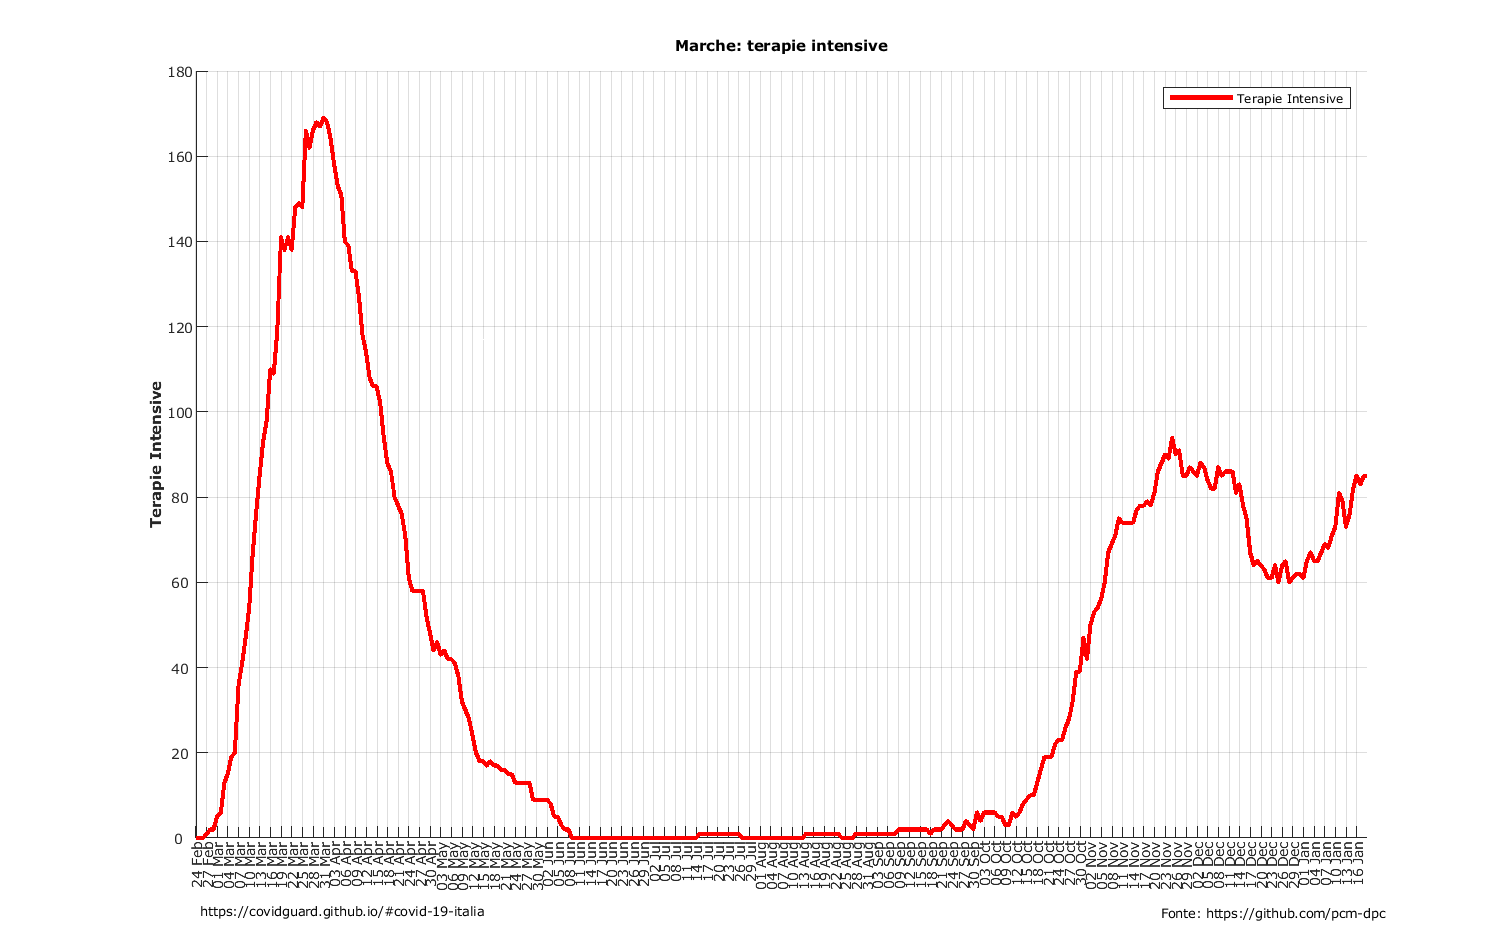 Marche: terapie intensive
Terapie Intensive
Terapie Intensive
180
160
140
120
100
80
60
40
20
0
24 Feb
27 Feb
01 Mar
04 Mar
07 Mar
10 Mar
13 Mar
16 Mar
19 Mar
22 Mar
25 Mar
28 Mar
31 Mar
03 Apr
06 Apr
09 Apr
12 Apr
15 Apr
18 Apr
21 Apr
24 Apr
27 Apr
30 Apr
03 May
06 May
09 May
12 May
15 May
18 May
21 May
24 May
27 May
30 May
02 Jun
05 Jun
08 Jun
11 Jun
14 Jun
17 Jun
20 Jun
23 Jun
26 Jun
29 Jun
02 Jul
05 Jul
08 Jul
11 Jul
14 Jul
17 Jul
20 Jul
23 Jul
26 Jul
29 Jul
01 Aug
04 Aug
07 Aug
10 Aug
13 Aug
16 Aug
19 Aug
22 Aug
25 Aug
28 Aug
31 Aug
03 Sep
06 Sep
09 Sep
12 Sep
15 Sep
18 Sep
21 Sep
24 Sep
27 Sep
30 Sep
03 Oct
06 Oct
09 Oct
12 Oct
15 Oct
18 Oct
21 Oct
24 Oct
27 Oct
30 Oct
02 Nov
05 Nov
08 Nov
11 Nov
14 Nov
17 Nov
20 Nov
23 Nov
26 Nov
29 Nov
02 Dec
05 Dec
08 Dec
11 Dec
14 Dec
17 Dec
20 Dec
23 Dec
26 Dec
29 Dec
01 Jan
04 Jan
07 Jan
10 Jan
13 Jan
16 Jan
https://covidguard.github.io/#covid-19-italia
Fonte: https://github.com/pcm-dpc